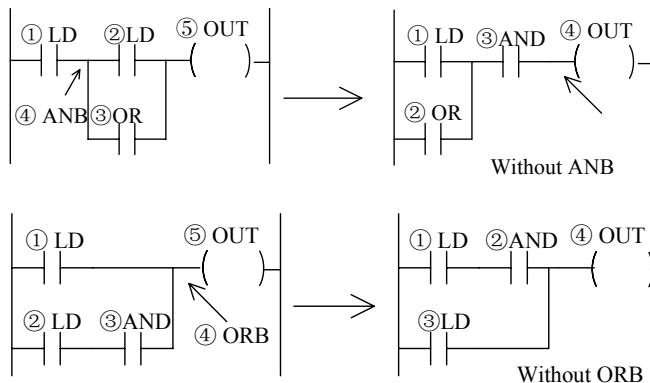 ① LD ②LD ⑤ OUT
④ ANB ③OR
① LD ③AND ④ OUT
② OR
Without ANB
① LD ⑤ OUT
② LD ③AND ④ ORB
① LD ②AND ④ OUT
③LD
Without ORB